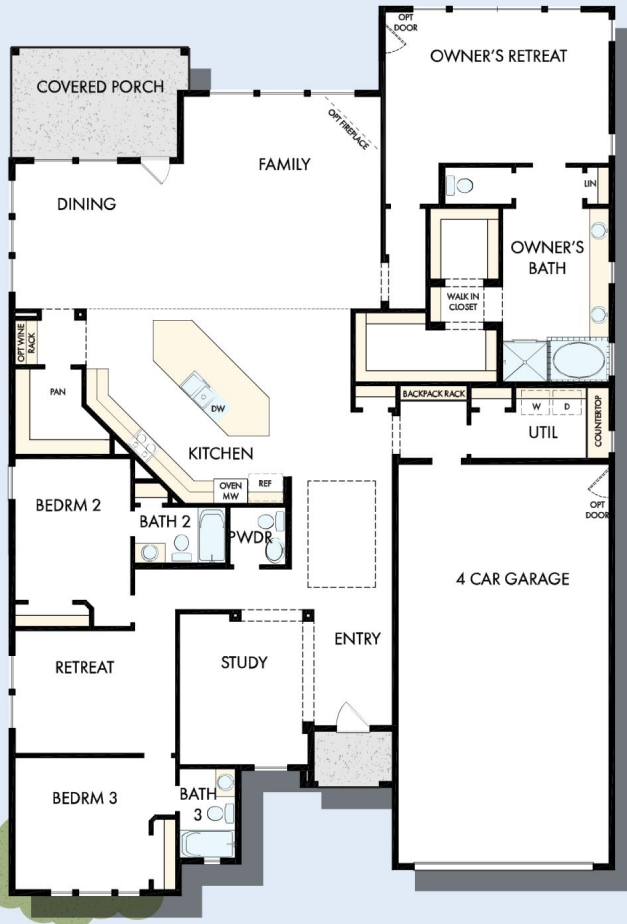 OPT
DOOR
OWNER'S RETREAT
COVERED PORCH
OPT FIREPLACE
FAMILY
DINING
LIN
OWNER'S
BATH
WALK IN
CLOSET
OPT WINE
RACK
PAN
DW
KITCHEN
BACKPACK RACK
W
D
UTIL
COUNTERTOP
OVEN
MW
REF
BEDRM 2
BATH 2
PWDR
OPT
DOOR
4 CAR GARAGE
RETREAT
STUDY
ENTRY
BEDRM 3
BATH
3